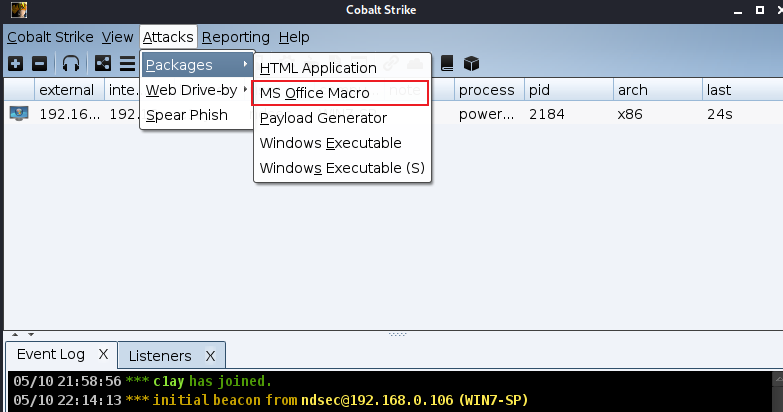 Cobalt Strike
Cobalt Strike View Attacks Reporting Help
Packages
Web Drive-by
Spear Phish
HTML Application
MS Office Macro
Payload Generator
Windows Executable
Windows Executable (S)
external inte... note process pid arch last
192.16... 192. power... 2184 x86 24s
Event Log X Listeners X
05/10 21:58:56 *** c1ay has joined.
05/10 22:14:13 *** initial beacon from ndsec@192.168.0.106 (WIN7-SP)